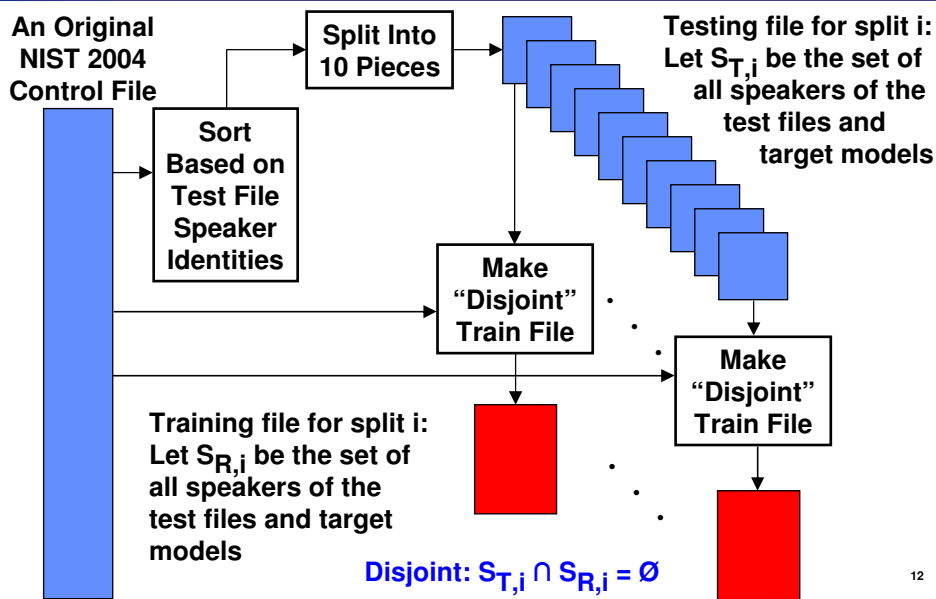 An Original
NIST 2004
Control File
Sort
Based on
Test File
Speaker
Identities
Split Into
10 Pieces
Testing file for split i:
Let S_T,i be the set of
all speakers of the
test files and
target models
Make
“Disjoint”
Train File
Make
“Disjoint”
Train File
Training file for split i:
Let S_R,i be the set of
all speakers of the
test files and target
models
Disjoint: S_T,i ∩ S_R,i = Ø
12